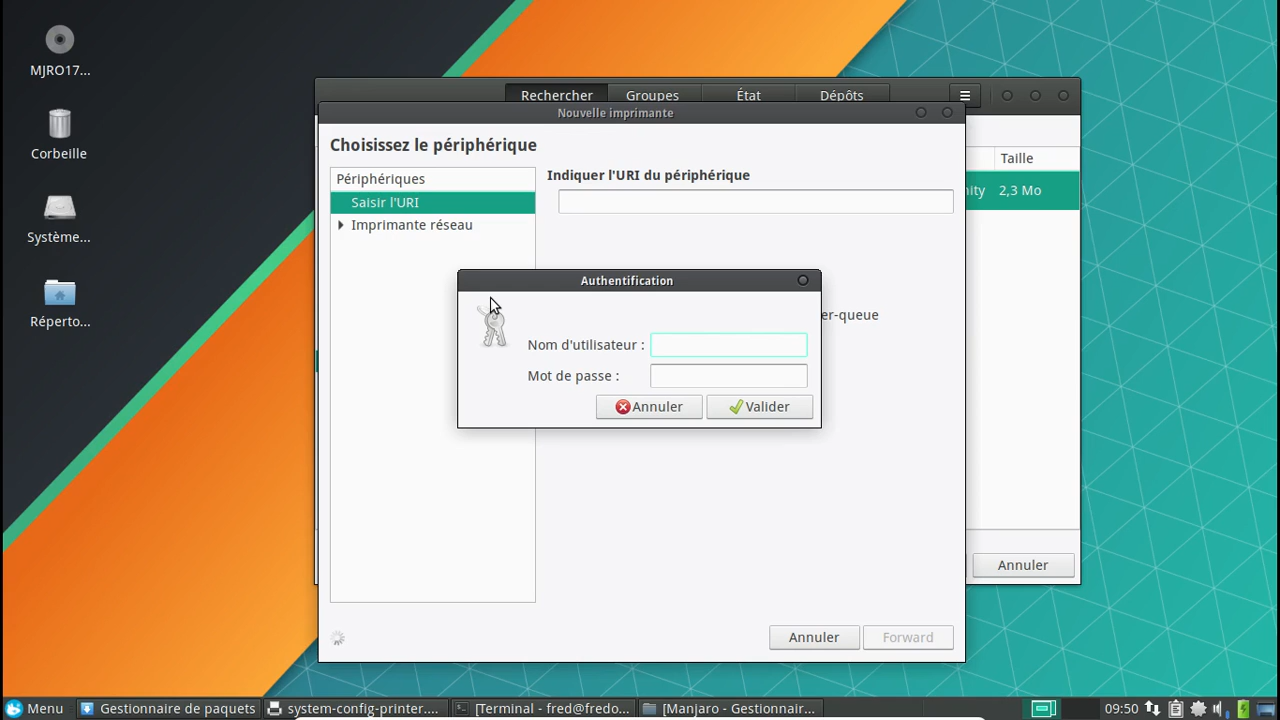 MJRO17...
Corbeille
Système...
Réperto...
Rechercher
Groupes
État
Dépôts
Taille
2,3 Mo
Annuler
Nouvelle imprimante
Choisissez le périphérique
Périphériques
Saisir l'URI
Imprimante réseau
Indiquer l'URI du périphérique
er-queue
Authentification
Nom d'utilisateur :
Mot de passe :
Annuler
Valider
Annuler
Forward
Menu
Gestionnaire de paquets
system-config-printer....
[Terminal - fred@fredo...
[Manjaro - Gestionnair...
09:50